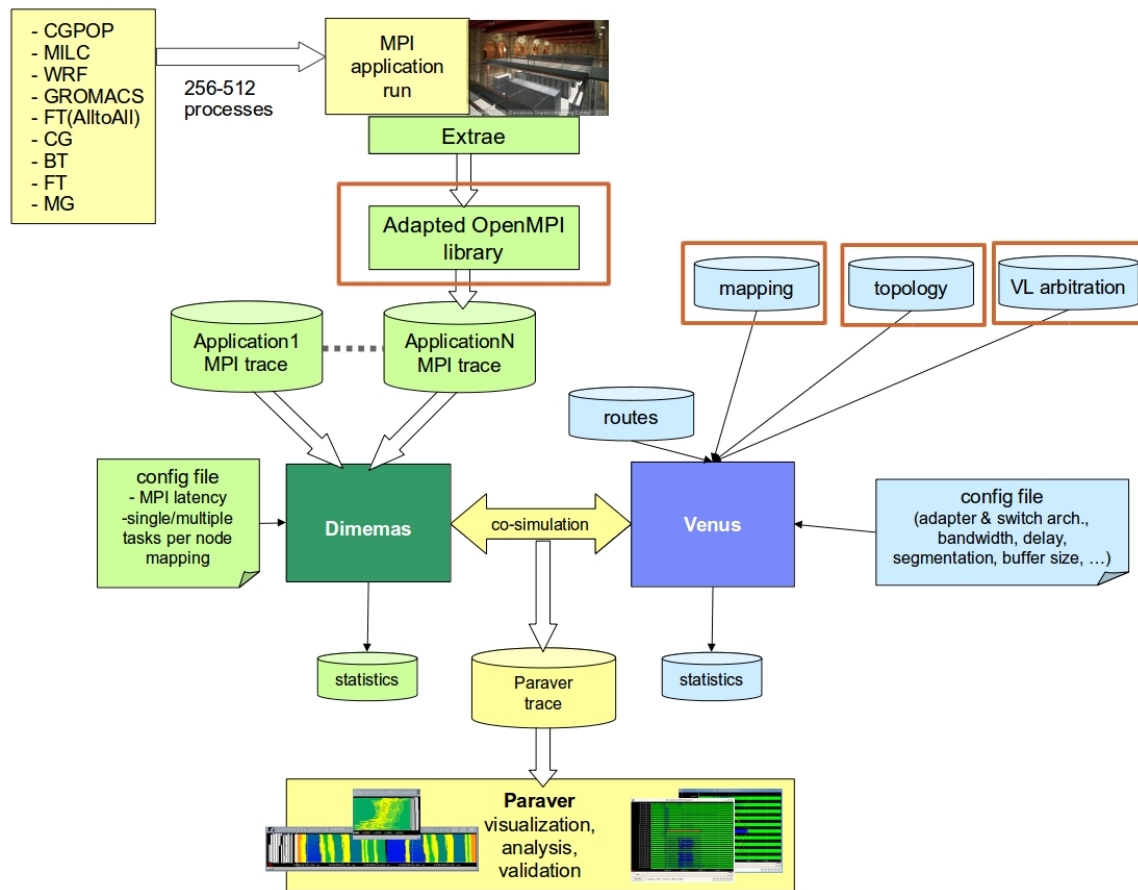 - CGPOP
- MILC
- WRF
- GROMACS
- FT(AlltoAll)
- CG
- BT
- FT
- MG
256-512
processes
MPI
application
run
Extrae
Adapted OpenMPI
library
mapping
topology
VL arbitration
Application1
MPI trace
ApplicationN
MPI trace
routes
config file
- MPI latency
-single/multiple
tasks per node
mapping
Dimemas
co-simulation
Venus
config file
(adapter & switch arch.,
bandwidth, delay,
segmentation, buffer size, ...)
statistics
Paraver
trace
statistics
Paraver
visualization,
analysis,
validation